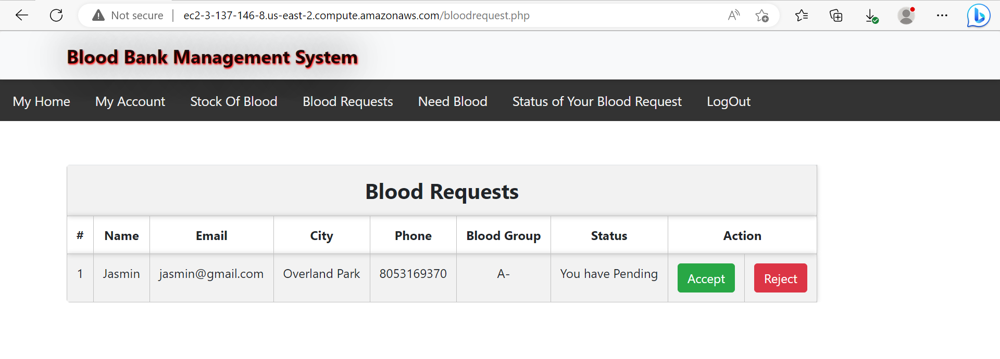 Not secure | ec2-3-137-146-8.us-east-2.compute.amazonaws.com/bloodrequest.php
Blood Bank Management System
My Home My Account Stock Of Blood Blood Requests Need Blood Status of Your Blood Request LogOut
Blood Requests
# Name Email City Phone Blood Group Status Action
1 Jasmin jasmin@gmail.com Overland Park 8053169370 A- You have Pending Accept Reject